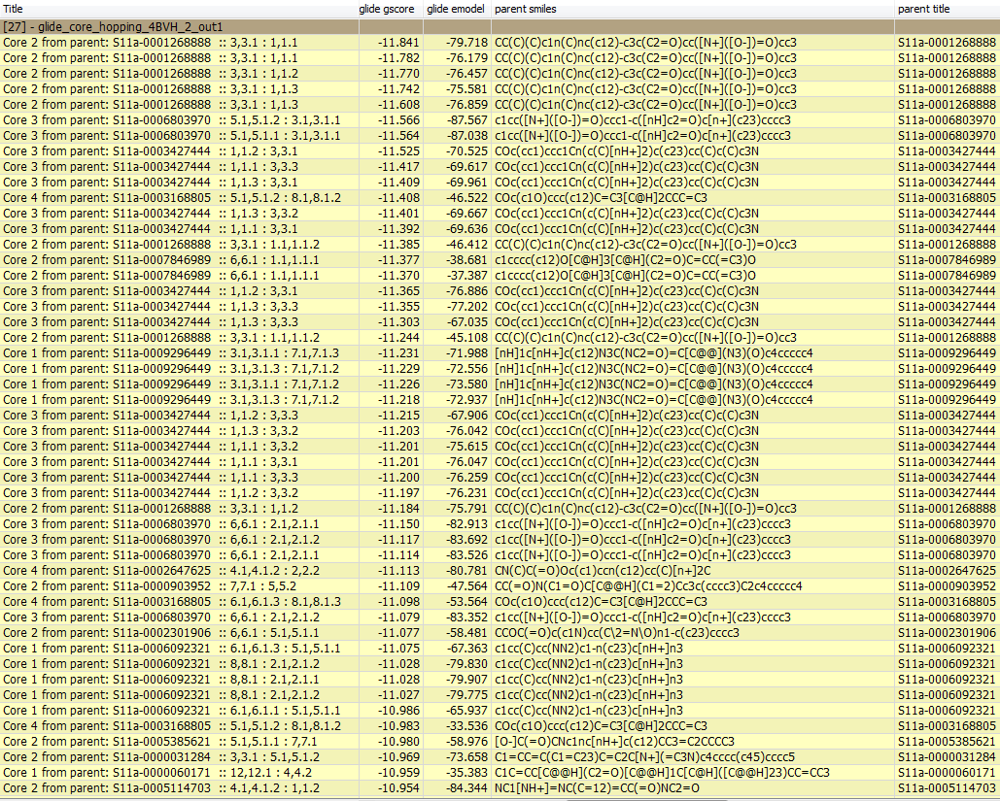 Title glide gscore glide emodel parent smiles parent title
[27] - glide_core_hopping_4BVH_2_out1
Core 2 from parent: S11a-0001268888 :: 3,3.1 : 1,1.1 -11.841 -79.718 CC(C)(C)c1n(C)nc(c12)-c3c(C2=O)cc([N+]([O-])=O)cc3 S11a-0001268888
Core 2 from parent: S11a-0001268888 :: 3,3.1 : 1,1.1 -11.782 -76.179 CC(C)(C)c1n(C)nc(c12)-c3c(C2=O)cc([N+]([O-])=O)cc3 S11a-0001268888
Core 2 from parent: S11a-0001268888 :: 3,3.1 : 1,1.2 -11.770 -76.457 CC(C)(C)c1n(C)nc(c12)-c3c(C2=O)cc([N+]([O-])=O)cc3 S11a-0001268888
Core 2 from parent: S11a-0001268888 :: 3,3.1 : 1,1.3 -11.742 -75.581 CC(C)(C)c1n(C)nc(c12)-c3c(C2=O)cc([N+]([O-])=O)cc3 S11a-0001268888
Core 2 from parent: S11a-0001268888 :: 3,3.1 : 1,1.3 -11.608 -76.859 CC(C)(C)c1n(C)nc(c12)-c3c(C2=O)cc([N+]([O-])=O)cc3 S11a-0001268888
Core 3 from parent: S11a-0006803970 :: 5.1,5.1.2 : 3.1,3.1.1 -11.566 -87.567 c1cc([N+]([O-])=O)ccc1-c([nH]c2=O)c[n+](c23)cccc3 S11a-0006803970
Core 3 from parent: S11a-0006803970 :: 5.1,5.1.1 : 3.1,3.1.1 -11.564 -87.038 c1cc([N+]([O-])=O)ccc1-c([nH]c2=O)c[n+](c23)cccc3 S11a-0006803970
Core 3 from parent: S11a-0003427444 :: 1,1.2 : 3,3.1 -11.525 -70.525 COc(cc1)ccc1Cn(c(C)[nH+]2)c(c23)cc(C)c(C)c3N S11a-0003427444
Core 3 from parent: S11a-0003427444 :: 1,1.1 : 3,3.3 -11.417 -69.617 COc(cc1)ccc1Cn(c(C)[nH+]2)c(c23)cc(C)c(C)c3N S11a-0003427444
Core 3 from parent: S11a-0003427444 :: 1,1.3 : 3,3.1 -11.409 -69.961 COc(cc1)ccc1Cn(c(C)[nH+]2)c(c23)cc(C)c(C)c3N S11a-0003427444
Core 4 from parent: S11a-0003168805 :: 5.1,5.1.2 : 8.1,8.1.2 -11.408 -46.522 COc(c1O)ccc(c12)C=C3[C@H]2CCC=C3 S11a-0003168805
Core 3 from parent: S11a-0003427444 :: 1,1.3 : 3,3.2 -11.401 -69.667 COc(cc1)ccc1Cn(c(C)[nH+]2)c(c23)cc(C)c(C)c3N S11a-0003427444
Core 3 from parent: S11a-0003427444 :: 1,1.1 : 3,3.1 -11.392 -69.636 COc(cc1)ccc1Cn(c(C)[nH+]2)c(c23)cc(C)c(C)c3N S11a-0003427444
Core 2 from parent: S11a-0001268888 :: 3,3.1 : 1.1,1.1.2 -11.385 -46.412 CC(C)(C)c1n(C)nc(c12)-c3c(C2=O)cc([N+]([O-])=O)cc3 S11a-0001268888
Core 2 from parent: S11a-0007846989 :: 6,6.1 : 1.1,1.1.1 -11.377 -38.681 c1cccc(c12)O[C@H]3[C@H](C2=O)C=CC(=C3)O S11a-0007846989
Core 2 from parent: S11a-0007846989 :: 6,6.1 : 1.1,1.1.1 -11.370 -37.387 c1cccc(c12)O[C@H]3[C@H](C2=O)C=CC(=C3)O S11a-0007846989
Core 3 from parent: S11a-0003427444 :: 1,1.2 : 3,3.1 -11.365 -76.886 COc(cc1)ccc1Cn(c(C)[nH+]2)c(c23)cc(C)c(C)c3N S11a-0003427444
Core 3 from parent: S11a-0003427444 :: 1,1.3 : 3,3.3 -11.355 -77.202 COc(cc1)ccc1Cn(c(C)[nH+]2)c(c23)cc(C)c(C)c3N S11a-0003427444
Core 3 from parent: S11a-0003427444 :: 1,1.3 : 3,3.3 -11.303 -67.035 COc(cc1)ccc1Cn(c(C)[nH+]2)c(c23)cc(C)c(C)c3N S11a-0003427444
Core 2 from parent: S11a-0001268888 :: 3,3.1 : 1.1,1.1.2 -11.244 -45.108 CC(C)(C)c1n(C)nc(c12)-c3c(C2=O)cc([N+]([O-])=O)cc3 S11a-0001268888
Core 1 from parent: S11a-0009296449 :: 3.1,3.1.1 : 7.1,7.1.3 -11.231 -71.988 [nH]1c[nH+]c(c12)N3C(NC2=O)=C[C@@](N3)(O)c4ccccc4 S11a-0009296449
Core 1 from parent: S11a-0009296449 :: 3.1,3.1.3 : 7.1,7.1.2 -11.229 -72.556 [nH]1c[nH+]c(c12)N3C(NC2=O)=C[C@@](N3)(O)c4ccccc4 S11a-0009296449
Core 1 from parent: S11a-0009296449 :: 3.1,3.1.1 : 7.1,7.1.2 -11.226 -73.580 [nH]1c[nH+]c(c12)N3C(NC2=O)=C[C@@](N3)(O)c4ccccc4 S11a-0009296449
Core 1 from parent: S11a-0009296449 :: 3.1,3.1.3 : 7.1,7.1.2 -11.218 -72.937 [nH]1c[nH+]c(c12)N3C(NC2=O)=C[C@@](N3)(O)c4ccccc4 S11a-0009296449
Core 3 from parent: S11a-0003427444 :: 1,1.2 : 3,3.3 -11.215 -67.906 COc(cc1)ccc1Cn(c(C)[nH+]2)c(c23)cc(C)c(C)c3N S11a-0003427444
Core 3 from parent: S11a-0003427444 :: 1,1.3 : 3,3.2 -11.203 -76.042 COc(cc1)ccc1Cn(c(C)[nH+]2)c(c23)cc(C)c(C)c3N S11a-0003427444
Core 3 from parent: S11a-0003427444 :: 1,1.1 : 3,3.2 -11.201 -75.615 COc(cc1)ccc1Cn(c(C)[nH+]2)c(c23)cc(C)c(C)c3N S11a-0003427444
Core 3 from parent: S11a-0003427444 :: 1,1.1 : 3,3.1 -11.201 -76.047 COc(cc1)ccc1Cn(c(C)[nH+]2)c(c23)cc(C)c(C)c3N S11a-0003427444
Core 3 from parent: S11a-0003427444 :: 1,1.1 : 3,3.3 -11.200 -76.259 COc(cc1)ccc1Cn(c(C)[nH+]2)c(c23)cc(C)c(C)c3N S11a-0003427444
Core 3 from parent: S11a-0003427444 :: 1,1.2 : 3,3.3 -11.197 -76.231 COc(cc1)ccc1Cn(c(C)[nH+]2)c(c23)cc(C)c(C)c3N S11a-0003427444
Core 2 from parent: S11a-0001268888 :: 3,3.1 : 1,1.2 -11.184 -75.791 CC(C)(C)c1n(C)nc(c12)-c3c(C2=O)cc([N+]([O-])=O)cc3 S11a-0001268888
Core 3 from parent: S11a-0006803970 :: 6,6.1 : 2.1,2.1.1 -11.150 -82.913 c1cc([N+]([O-])=O)ccc1-c([nH]c2=O)c[n+](c23)cccc3 S11a-0006803970
Core 3 from parent: S11a-0006803970 :: 6,6.1 : 2.1,2.1.2 -11.117 -83.692 c1cc([N+]([O-])=O)ccc1-c([nH]c2=O)c[n+](c23)cccc3 S11a-0006803970
Core 3 from parent: S11a-0006803970 :: 6,6.1 : 2.1,2.1.1 -11.114 -83.526 c1cc([N+]([O-])=O)ccc1-c([nH]c2=O)c[n+](c23)cccc3 S11a-0006803970
Core 4 from parent: S11a-0002647625 :: 4.1,4.1.2 : 2,2.2 -11.113 -80.781 CN(C)C(=O)Oc(c1)ccn(c12)cc(C)[n+]2C S11a-0002647625
Core 2 from parent: S11a-0000903952 :: 7,7.1 : 5,5.2 -11.109 -47.564 CC(=O)N(C1=O)C[C@@H](C1=2)Cc3c(cccc3)C2c4ccccc4 S11a-0000903952
Core 4 from parent: S11a-0003168805 :: 6.1,6.1.3 : 8.1,8.1.3 -11.098 -53.564 COc(c1O)ccc(c12)C=C3[C@H]2CCC=C3 S11a-0003168805
Core 3 from parent: S11a-0006803970 :: 6,6.1 : 2.1,2.1.2 -11.079 -83.352 c1cc([N+]([O-])=O)ccc1-c([nH]c2=O)c[n+](c23)cccc3 S11a-0006803970
Core 2 from parent: S11a-0002301906 :: 6,6.1 : 5.1,5.1.1 -11.077 -58.481 CCOC(=O)c(c1N)cc(C\2=N\O)n1-c(c23)cccc3 S11a-0002301906
Core 1 from parent: S11a-0006092321 :: 6.1,6.1.3 : 5.1,5.1.1 -11.075 -67.363 c1cc(C)cc(NN2)c1-n(c23)c[nH+]n3 S11a-0006092321
Core 1 from parent: S11a-0006092321 :: 8,8.1 : 2.1,2.1.2 -11.028 -79.830 c1cc(C)cc(NN2)c1-n(c23)c[nH+]n3 S11a-0006092321
Core 1 from parent: S11a-0006092321 :: 8,8.1 : 2.1,2.1.1 -11.028 -79.907 c1cc(C)cc(NN2)c1-n(c23)c[nH+]n3 S11a-0006092321
Core 1 from parent: S11a-0006092321 :: 8,8.1 : 2.1,2.1.2 -11.027 -79.775 c1cc(C)cc(NN2)c1-n(c23)c[nH+]n3 S11a-0006092321
Core 1 from parent: S11a-0006092321 :: 6.1,6.1.1 : 5.1,5.1.1 -10.986 -65.937 c1cc(C)cc(NN2)c1-n(c23)c[nH+]n3 S11a-0006092321
Core 4 from parent: S11a-0003168805 :: 5.1,5.1.2 : 8.1,8.1.2 -10.983 -33.536 COc(c1O)ccc(c12)C=C3[C@H]2CCC=C3 S11a-0003168805
Core 2 from parent: S11a-0005385621 :: 5.1,5.1.1 : 7,7.1 -10.980 -58.976 [O-]C(=O)CNc1nc[nH+]c(c12)CC3=C2CCCC3 S11a-0005385621
Core 2 from parent: S11a-0000031284 :: 3,3.1 : 5.1,5.1.2 -10.969 -73.658 C1=CC=C(C1=C23)C=C2C[N+](=C3N)c4cccc(c45)cccc5 S11a-0000031284
Core 1 from parent: S11a-0000060171 :: 12,12.1 : 4,4.2 -10.959 -35.383 C1C=CC[C@@H](C2=O)[C@@H]1C[C@H]([C@@H]23)CC=CC3 S11a-0000060171
Core 2 from parent: S11a-0005114703 :: 4.1,4.1.2 : 1,1.2 -10.954 -84.344 NC1[NH+]=NC(C=12)=CC(=O)NC2=O S11a-0005114703